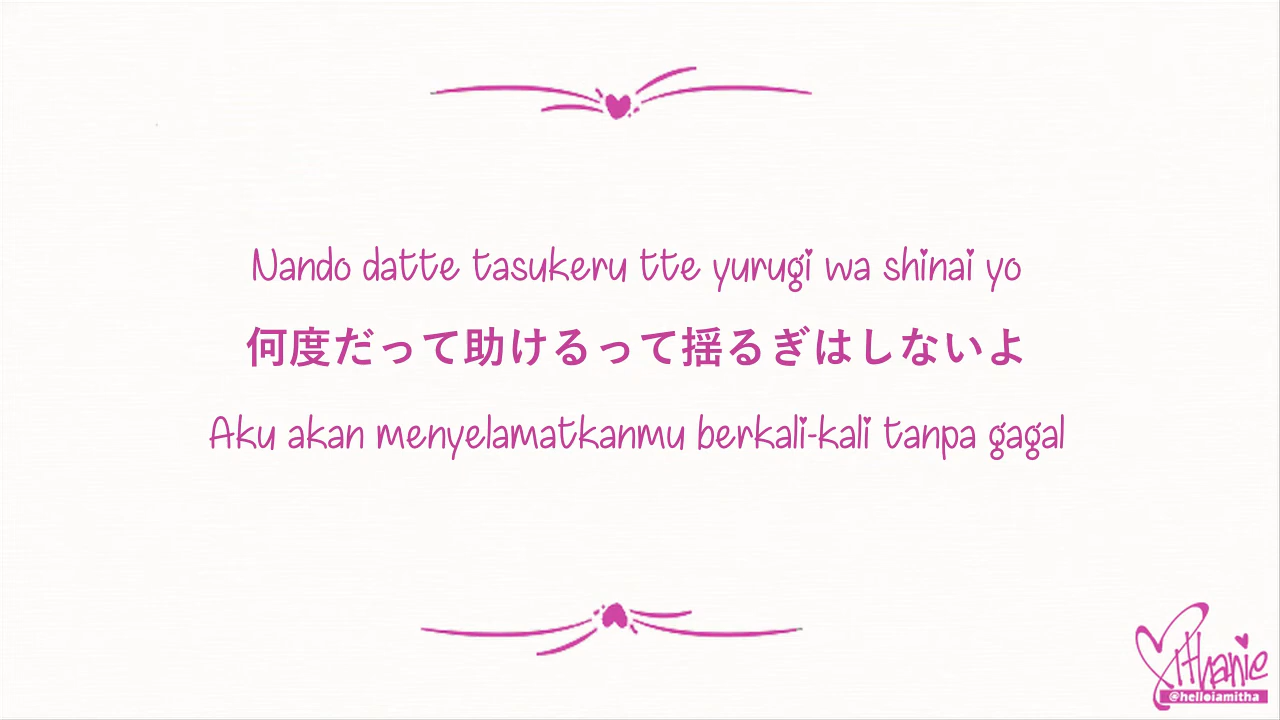 Nando datte tasukeru tte yurugi wa shinai yo
何度だって助けるって揺るぎはしないよ
Aku akan menyelamatkanmu berkali-kali tanpa gagal
Mithanie
@helloiamitha